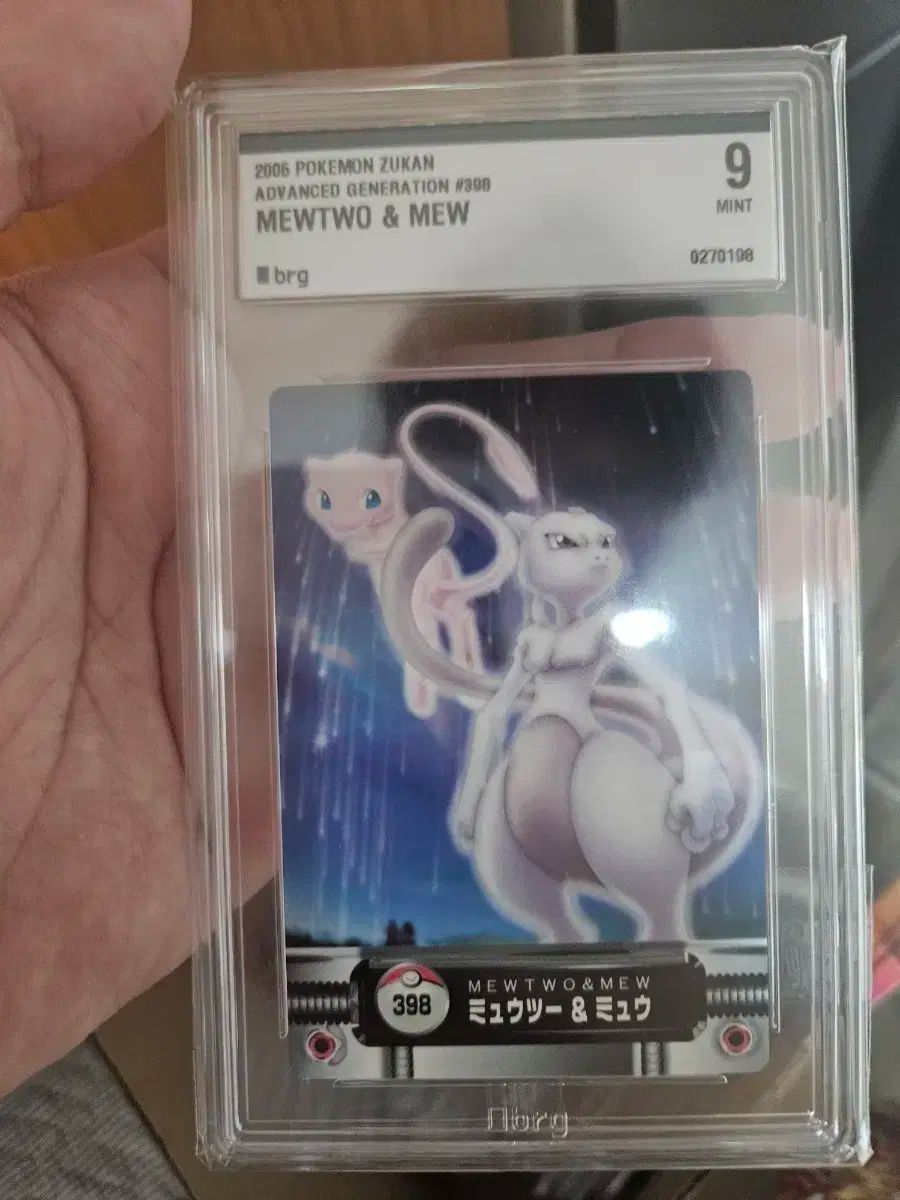 2006 POKEMON ZUKAN
ADVANCED GENERATION #398
MEWTWO & MEW
9
MINT
brg
0270198
MEWTWO&MEW
398
ミュウツー & ミュウ
brg